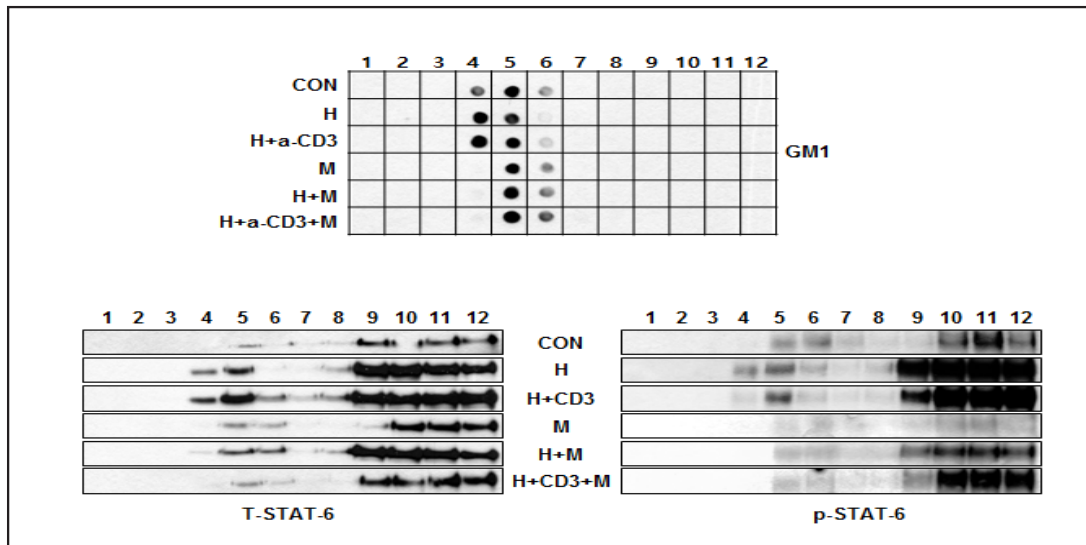 1 2 3 4 5 6 7 8 9 10 11 12
CON
H
H+a-CD3
GM1
M
H+M
H+a-CD3+M
1 2 3 4 5 6 7 8 9 10 11 12
1 2 3 4 5 6 7 8 9 10 11 12
CON
H
H+CD3
M
H+M
H+CD3+M
T-STAT-6
p-STAT-6